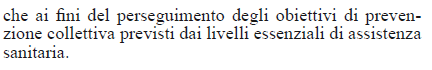 che ai fini del perseguimento degli obiettivi di preven-
zione collettiva previsti dai livelli essenziali di assistenza
sanitaria.